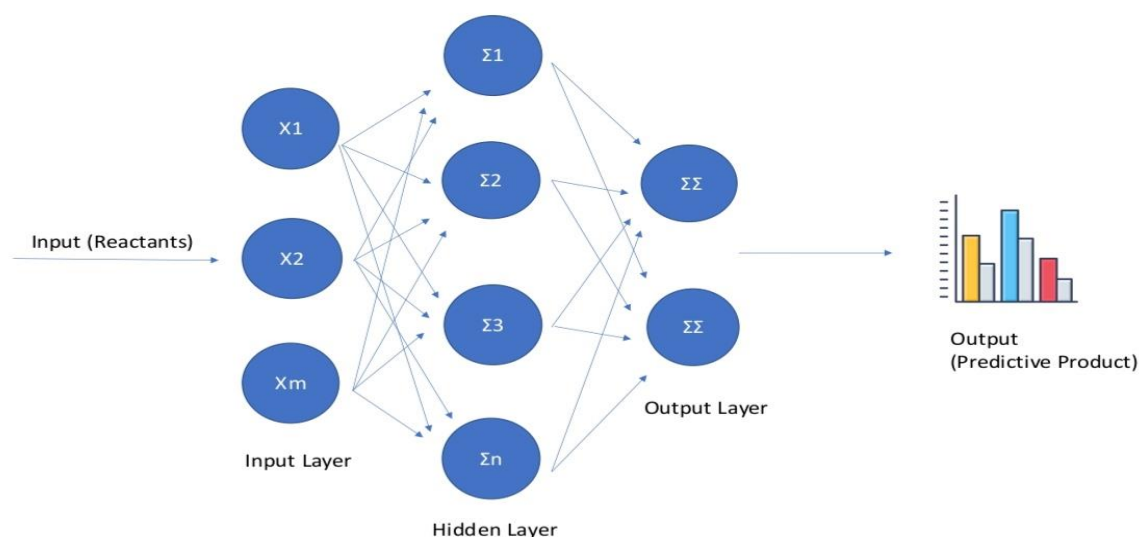 Input (Reactants)
X1
X2
Xm
Input Layer
Σ1
Σ2
Σ3
Σn
Hidden Layer
ΣΣ
ΣΣ
Output Layer
Output
(Predictive Product)